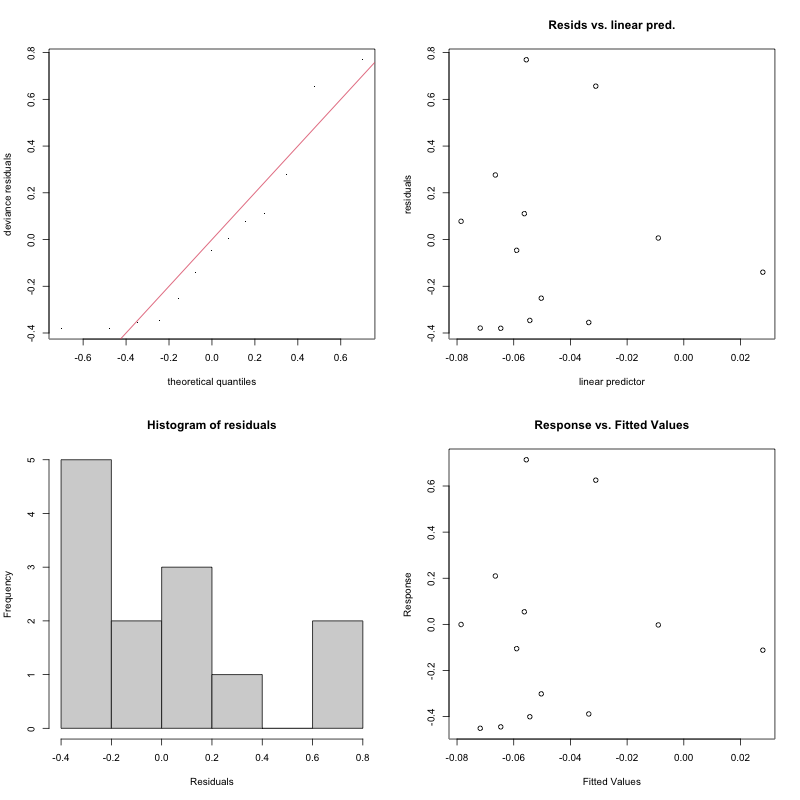 deviance residuals
-0.4 -0.2 0.0 0.2 0.4 0.6 0.8
-0.6 -0.4 -0.2 0.0 0.2 0.4 0.6
theoretical quantiles
Resids vs. linear pred.
residuals
-0.4 -0.2 0.0 0.2 0.4 0.6 0.8
-0.08 -0.06 -0.04 -0.02 0.00 0.02
linear predictor
Histogram of residuals
Frequency
0 1 2 3 4 5
-0.4 -0.2 0.0 0.2 0.4 0.6 0.8
Residuals
Response vs. Fitted Values
Response
-0.4 -0.2 0.0 0.2 0.4 0.6
-0.08 -0.06 -0.04 -0.02 0.00 0.02
Fitted Values